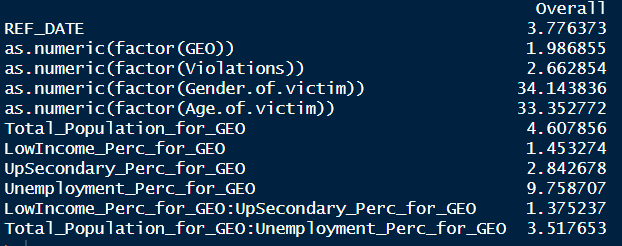 Overall
REF_DATE 3.776373
as.numeric(factor(GEO)) 1.986855
as.numeric(factor(Violations)) 2.662854
as.numeric(factor(Gender.of.victim)) 34.143836
as.numeric(factor(Age.of.victim)) 33.352772
Total_Population_for_GEO 4.607856
LowIncome_Perc_for_GEO 1.453274
UpSecondary_Perc_for_GEO 2.842678
Unemployment_Perc_for_GEO 9.758707
LowIncome_Perc_for_GEO:UpSecondary_Perc_for_GEO 1.375237
Total_Population_for_GEO:Unemployment_Perc_for_GEO 3.517653